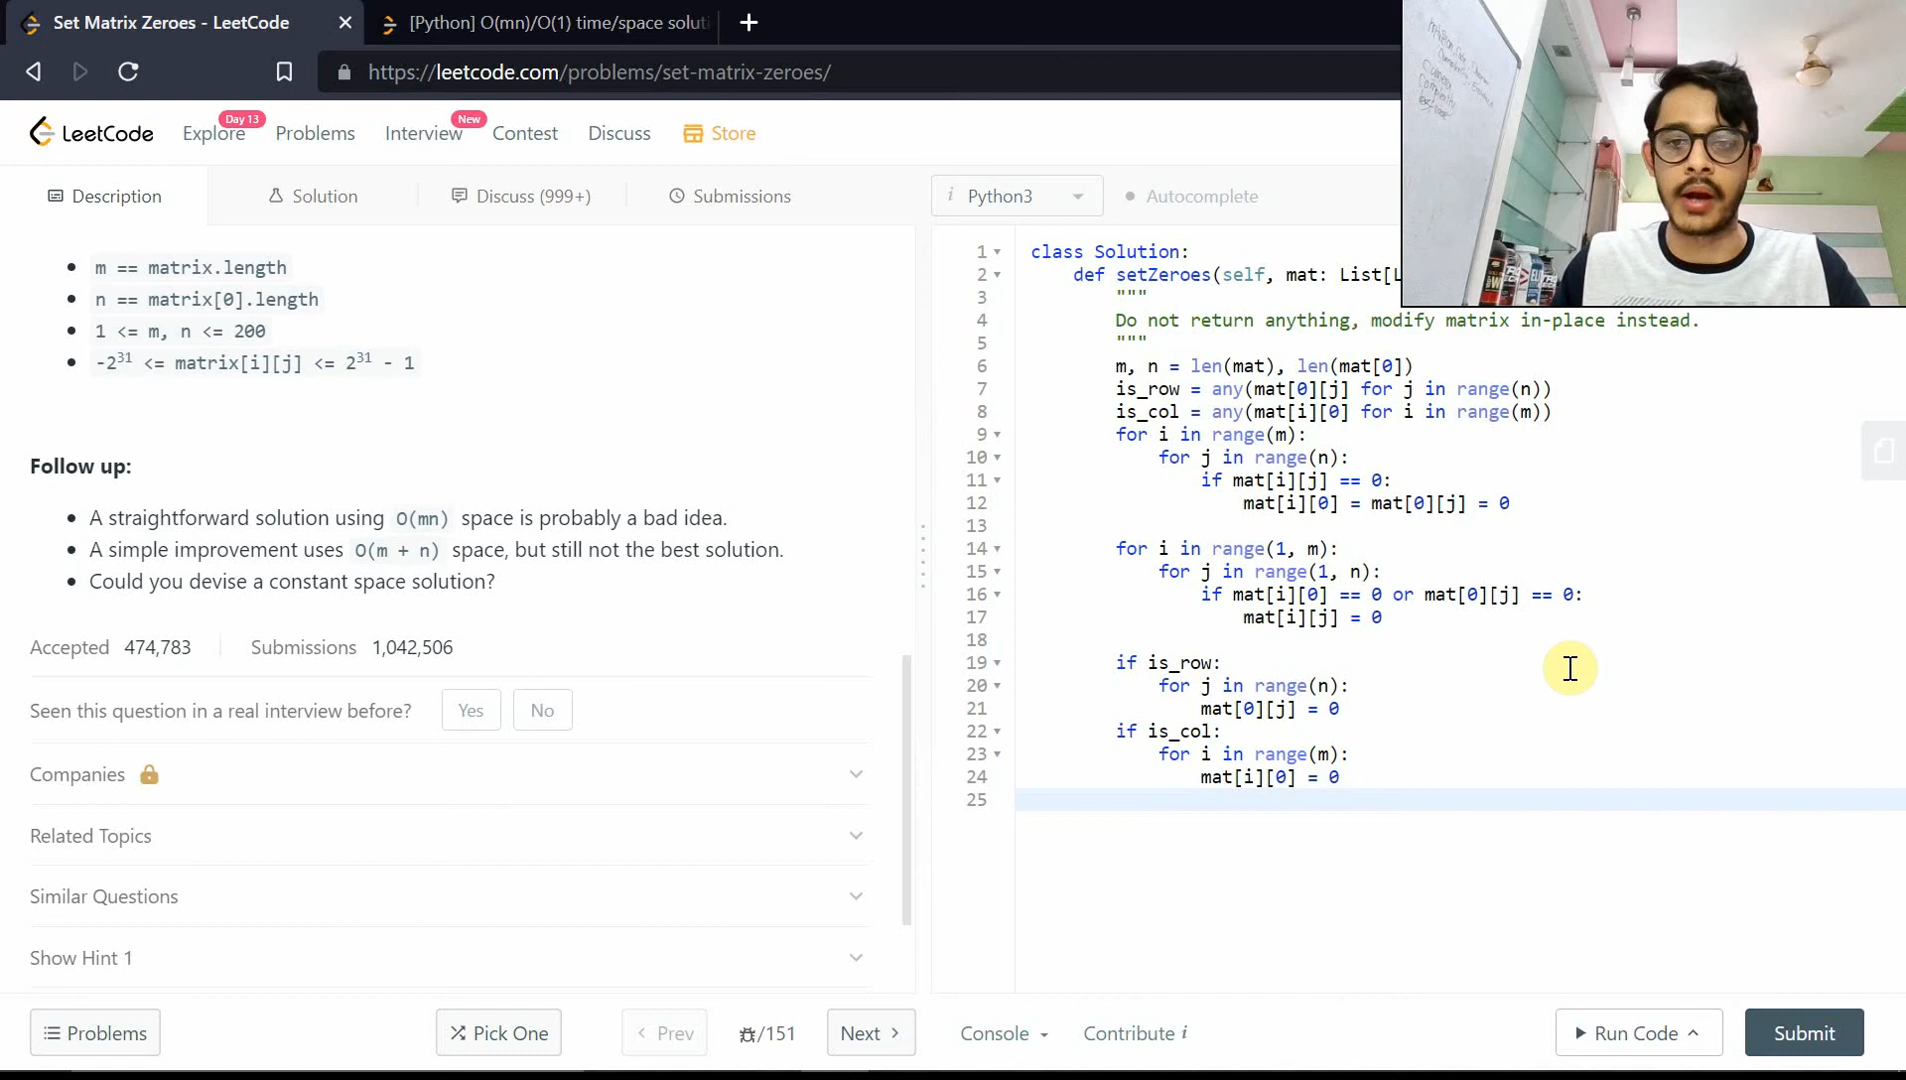 Set Matrix Zeroes - LeetCode
[Python] O(mn)/O(1) time/space solut
https://leetcode.com/problems/set-matrix-zeroes/
LeetCode
Explore
Day 13
Problems
Interview
New
Contest
Discuss
Store
Description
Solution
Discuss (999+)
Submissions
m == matrix.length
n == matrix[0].length
1 <= m, n <= 200
-2³¹ <= matrix[i][j] <= 2³¹ - 1
Follow up:
A straightforward solution using O(mn) space is probably a bad idea.
A simple improvement uses O(m + n) space, but still not the best solution.
Could you devise a constant space solution?
Accepted 474,783 Submissions 1,042,506
Seen this question in a real interview before? Yes No
Companies
Related Topics
Similar Questions
Show Hint 1
Problems
Pick One
Prev
/151
Next
i Python3
Autocomplete
1 class Solution:
2 def setZeroes(self, mat: List[L
3 """
4 Do not return anything, modify matrix in-place instead.
5 """
6 m, n = len(mat), len(mat[0])
7 is_row = any(mat[0][j] for j in range(n))
8 is_col = any(mat[i][0] for i in range(m))
9 for i in range(m):
10 for j in range(n):
11 if mat[i][j] == 0:
12 mat[i][0] = mat[0][j] = 0
13
14 for i in range(1, m):
15 for j in range(1, n):
16 if mat[i][0] == 0 or mat[0][j] == 0:
17 mat[i][j] = 0
18
19 if is_row:
20 for j in range(n):
21 mat[0][j] = 0
22 if is_col:
23 for i in range(m):
24 mat[i][0] = 0
25
Console
Contribute i
Run Code
Submit